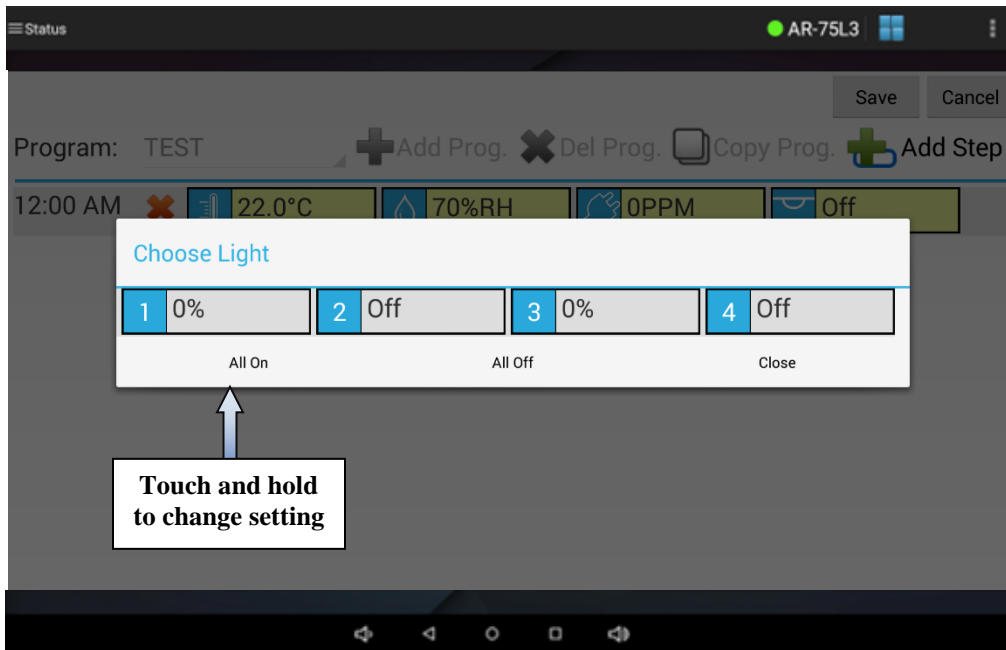 Status AR-75L3
Save Cancel
Program: TEST Add Prog. Del Prog. Copy Prog. Add Step
12:00 AM 22.0°C 70%RH 0PPM Off
Choose Light
1 0% 2 Off 3 0% 4 Off
All On All Off Close
Touch and hold
to change setting